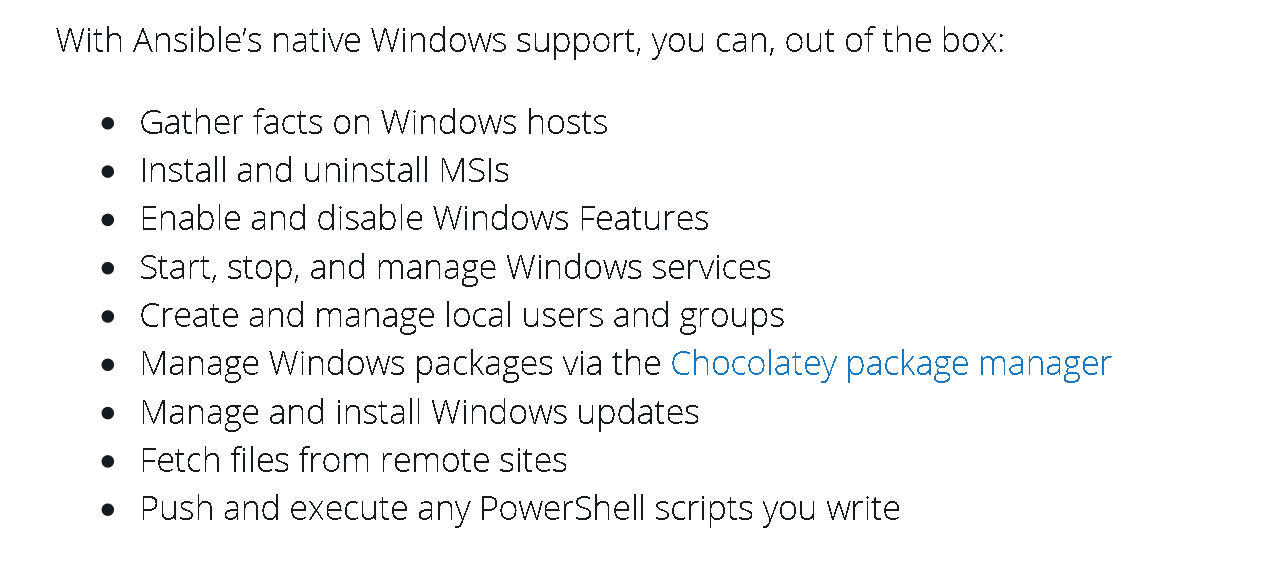 With Ansible’s native Windows support, you can, out of the box:
• Gather facts on Windows hosts
• Install and uninstall MSIs
• Enable and disable Windows Features
• Start, stop, and manage Windows services
• Create and manage local users and groups
• Manage Windows packages via the Chocolatey package manager
• Manage and install Windows updates
• Fetch files from remote sites
• Push and execute any PowerShell scripts you write